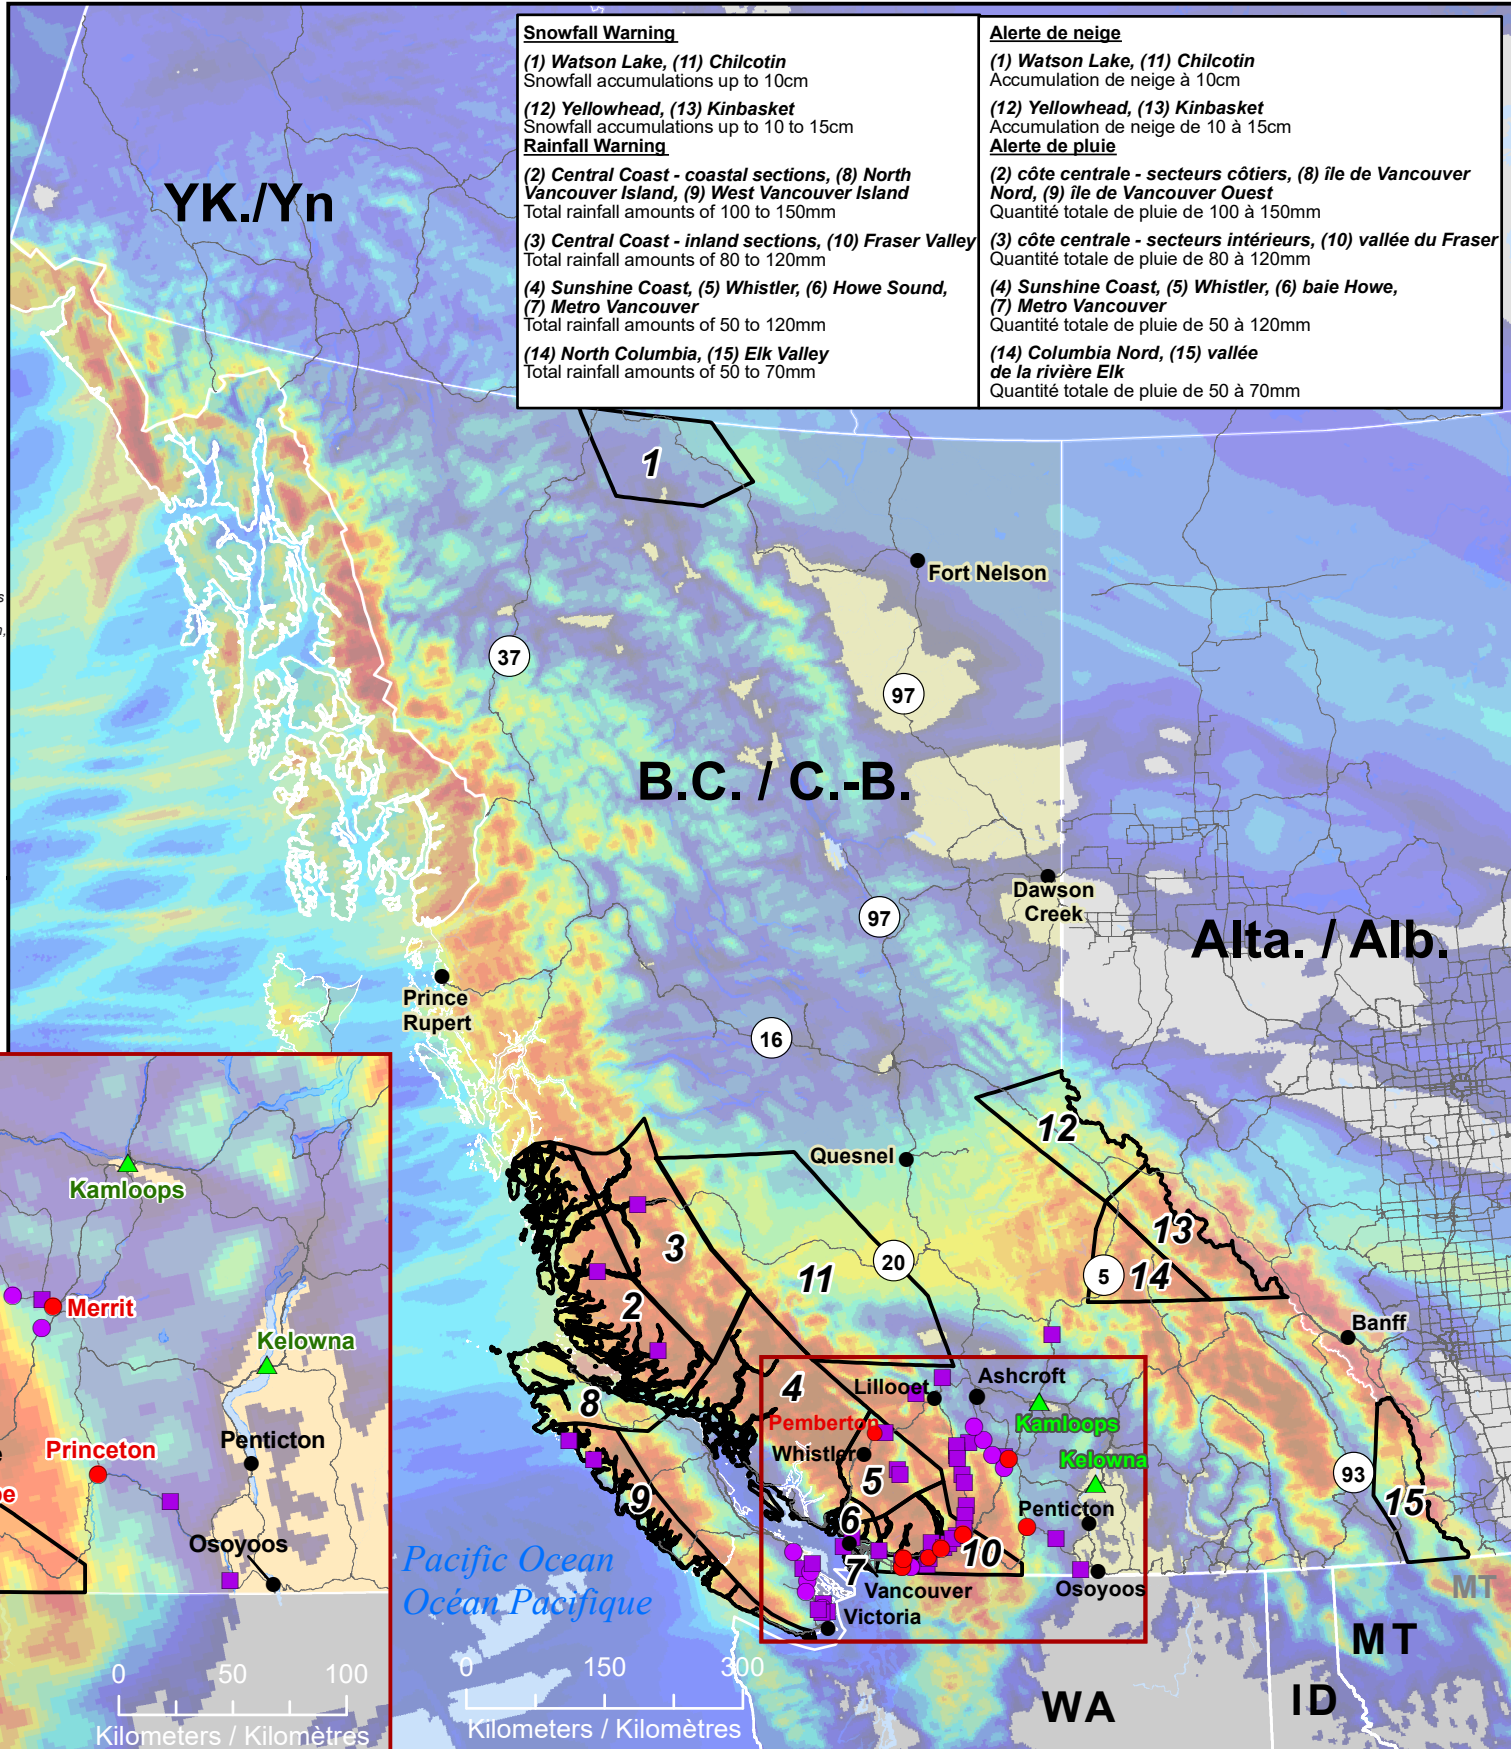 Snowfall Warning
(1) Watson Lake, (11) Chilcotin
Snowfall accumulations up to 10cm
(12) Yellowhead, (13) Kinbasket
Snowfall accumulations up to 10 to 15cm
Rainfall Warning
(2) Central Coast - coastal sections, (8) North
Vancouver Island, (9) West Vancouver Island
Total rainfall amounts of 100 to 150mm
(3) Central Coast - inland sections, (10) Fraser Valley
Total rainfall amounts of 80 to 120mm
(4) Sunshine Coast, (5) Whistler, (6) Howe Sound,
(7) Metro Vancouver
Total rainfall amounts of 50 to 120mm
(14) North Columbia, (15) Elk Valley
Total rainfall amounts of 50 to 70mm
Alerte de neige
(1) Watson Lake, (11) Chilcotin
Accumulation de neige à 10cm
(12) Yellowhead, (13) Kinbasket
Accumulation de neige de 10 à 15cm
Alerte de pluie
(2) côte centrale - secteurs côtiers, (8) île de Vancouver
Nord, (9) île de Vancouver Ouest
Quantité totale de pluie de 100 à 150mm
(3) côte centrale - secteurs intérieurs, (10) vallée du Fraser
Quantité totale de pluie de 80 à 120mm
(4) Sunshine Coast, (5) Whistler, (6) baie Howe,
(7) Metro Vancouver
Quantité totale de pluie de 50 à 120mm
(14) Columbia Nord, (15) vallée
de la rivière Elk
Quantité totale de pluie de 50 à 70mm
YK./Yn
1
Fort Nelson
37
97
B.C. / C.-B.
Dawson
Creek
97
Alta. / Alb.
Prince
Rupert
16
12
Quesnel
13
3
20
11
5
14
2
Banff
4
Lillooet
Ashcroft
8
Pemberton
Kamloops
Whistler
Kelowna
5
93
9
Penticton
15
6
10
7
Vancouver
Osoyoos
Victoria
Pacific Ocean
Océan Pacifique
MT
MT
WA
ID
0 150 300
Kilometers / Kilomètres
Kamloops
Merrit
Kelowna
Princeton
Penticton
Osoyoos
0 50 100
Kilometers / Kilomètres